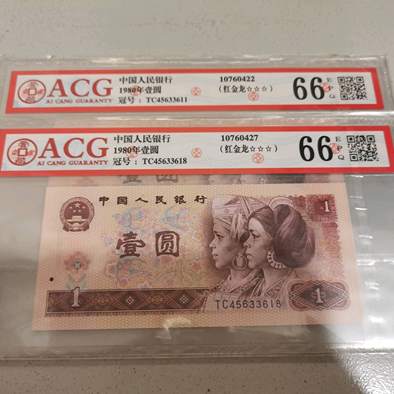 ACG
AI CANG GUARANTY
中国人民银行
1980年壹圆
冠号：TC45633611
10760422
(红金龙☆☆☆)
66
EPQ
ACG
AI CANG GUARANTY
中国人民银行
1980年壹圆
冠号：TC45633618
10760427
(红金龙☆☆☆)
66
EPQ
中国人民银行
1
壹圆
TC45633618
1
1